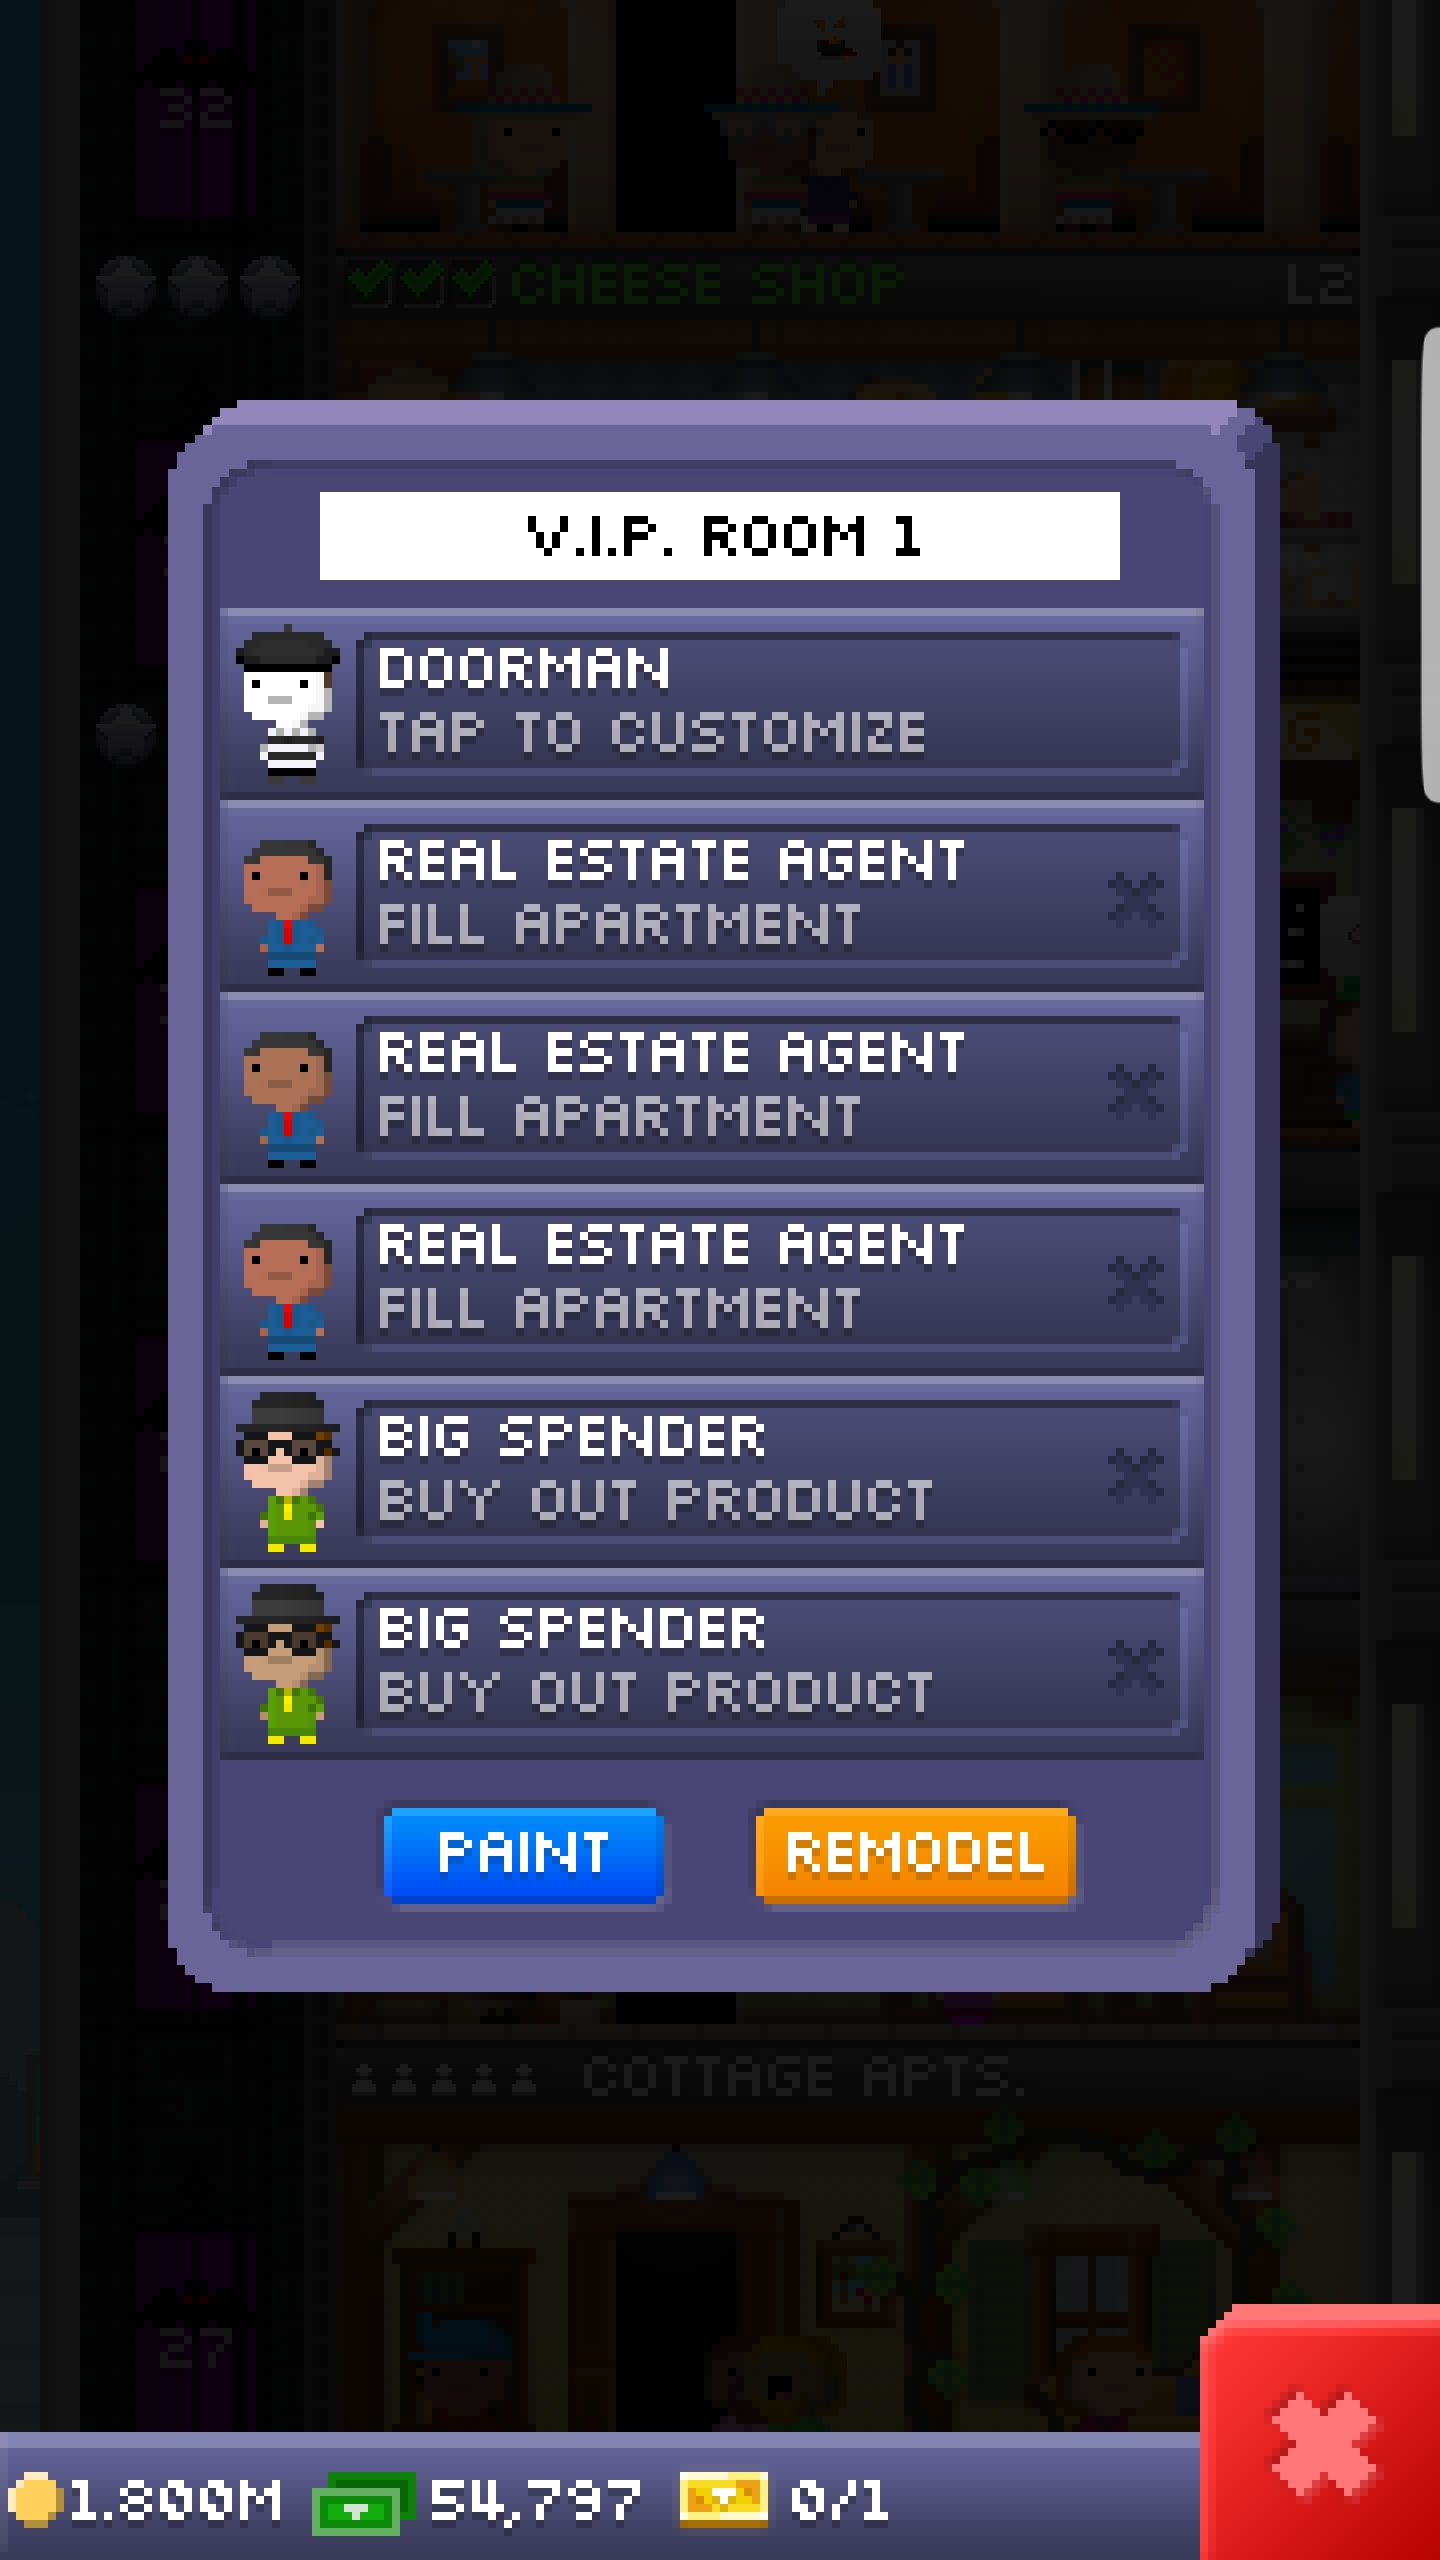 32
CHEESE SHOP L2
V.I.P. ROOM 1
DOORMAN
TAP TO CUSTOMIZE
REAL ESTATE AGENT
FILL APARTMENT
REAL ESTATE AGENT
FILL APARTMENT
REAL ESTATE AGENT
FILL APARTMENT
BIG SPENDER
BUY OUT PRODUCT
BIG SPENDER
BUY OUT PRODUCT
PAINT REMODEL
COTTAGE APTS.
27
1.800M 54,797 0/1